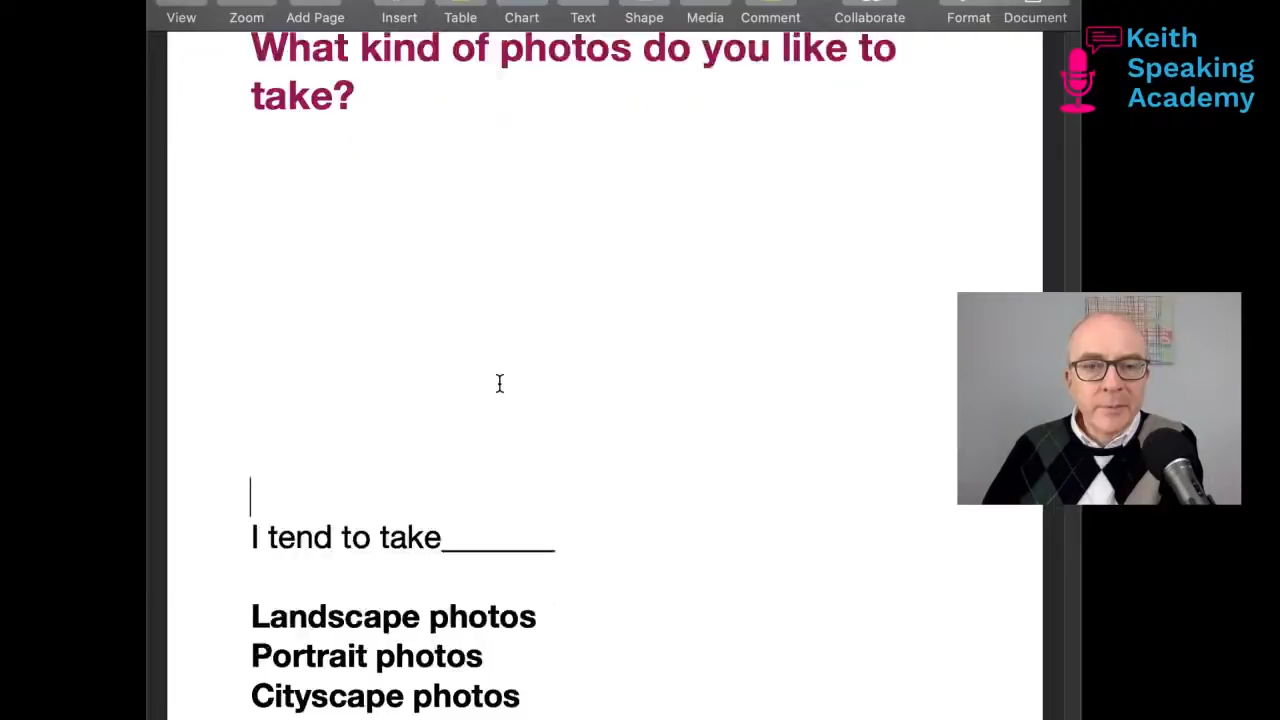 View Zoom Add Page Insert Table Chart Text Shape Media Comment Collaborate Format Document
Keith
Speaking
Academy
What kind of photos do you like to
take?
I tend to take_______
Landscape photos
Portrait photos
Cityscape photos